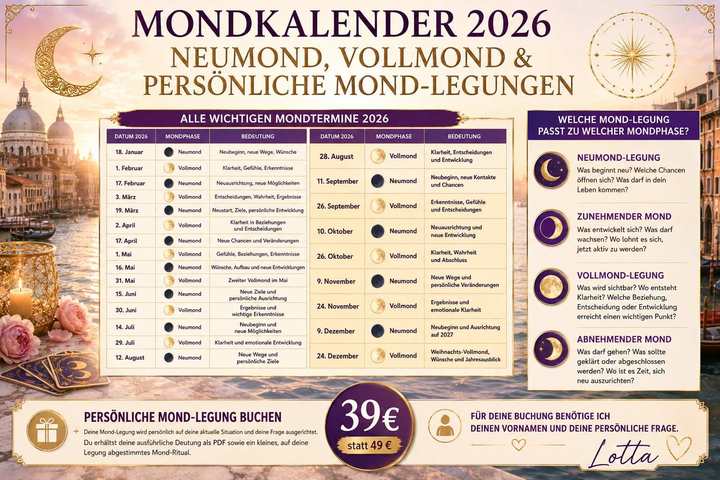 MONDKALENDER 2026
NEUMOND, VOLLMOND &
PERSÖNLICHE MOND-LEGUNGEN
ALLE WICHTIGEN MONDTERMINE 2026
DATUM 2026 MONDPHASE BEDEUTUNG
18. Januar Neumond Neubeginn, neue Wege, Wünsche
1. Februar Vollmond Klarheit, Gefühle, Erkenntnisse
17. Februar Neumond Neuausrichtung, neue Möglichkeiten
3. März Vollmond Entscheidungen, Wahrheit, Ergebnisse
19. März Neumond Neustart, Ziele, persönliche Entwicklung
2. April Vollmond Klarheit in Beziehungen
und Entscheidungen
17. April Neumond Neue Chancen und Veränderungen
1. Mai Vollmond Gefühle, Beziehungen, Erkenntnisse
16. Mai Neumond Wünsche, Aufbau und neue Entwicklungen
31. Mai Vollmond Zweiter Vollmond im Mai
15. Juni Neumond Neue Ziele und
persönliche Ausrichtung
30. Juni Vollmond Ergebnisse und
wichtige Erkenntnisse
14. Juli Neumond Neubeginn und
neue Möglichkeiten
29. Juli Vollmond Klarheit und emotionale Entwicklung
12. August Neumond Neue Wege und
persönliche Ziele
DATUM 2026 MONDPHASE BEDEUTUNG
28. August Vollmond Klarheit, Entscheidungen
und Entwicklung
11. September Neumond Neubeginn, neue Kontakte
und Chancen
26. September Vollmond Erkenntnisse, Gefühle
und Entscheidungen
10. Oktober Neumond Neuausrichtung und
neue Entwicklung
26. Oktober Vollmond Klarheit, Wahrheit
und Abschluss
9. November Neumond Neue Wege und
persönliche Veränderungen
24. November Vollmond Ergebnisse und
emotionale Klarheit
9. Dezember Neumond Neubeginn und Ausrichtung
auf 2027
24. Dezember Vollmond Weihnachts-Vollmond,
Wünsche und Jahresausblick
WELCHE MOND-LEGUNG
PASST ZU WELCHER MONDPHASE?
NEUMOND-LEGUNG
Was beginnt neu? Welche Chancen
öffnen sich? Was darf in dein
Leben kommen?
ZUNEHMENDER MOND
Was entwickelt sich? Was darf
wachsen? Wo lohnt es sich,
jetzt aktiv zu werden?
VOLLMOND-LEGUNG
Was wird sichtbar? Wo entsteht
Klarheit? Welche Beziehung,
Entscheidung oder Entwicklung
erreicht einen wichtigen Punkt?
ABNEHMENDER MOND
Was darf gehen? Was sollte
geklärt oder abgeschlossen
werden? Wo ist es Zeit, sich
neu auszurichten?
PERSÖNLICHE MOND-LEGUNG BUCHEN
Deine Mond-Legung wird persönlich auf deine aktuelle Situation und deine Frage ausgerichtet.
Du erhältst deine ausführliche Deutung als PDF sowie ein kleines, auf deine
Legung abgestimmtes Mond-Ritual.
39€
statt 49 €
FÜR DEINE BUCHUNG BENÖTIGE ICH
DEINEN VORNAMEN UND DEINE PERSÖNLICHE FRAGE.
Lotta